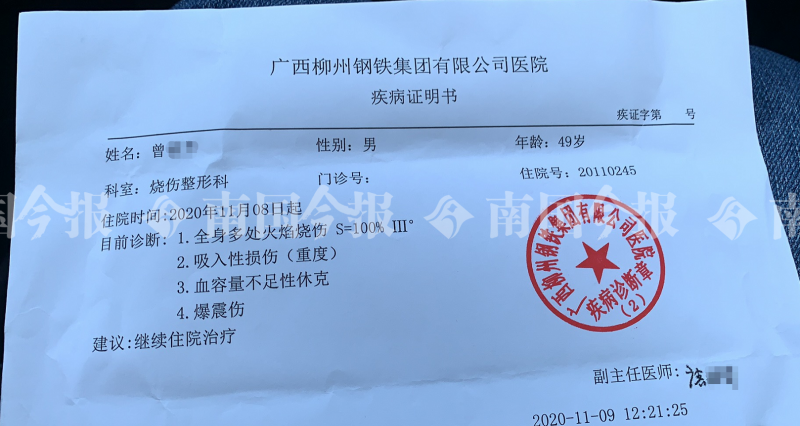 广西柳州钢铁集团有限公司医院
疾病证明书
疾证字第 号
姓名: 曾 性别: 男 年龄: 49岁
科室: 烧伤整形科 门诊号: 住院号: 20110245
住院时间:2020年11月08日起
目前诊断: 1.全身多处火焰烧伤 S=100% Ⅲ°
2.吸入性损伤（重度）
3.血容量不足性休克
4.爆震伤
建议:继续住院治疗
广西柳州钢铁集团有限公司医院
疾病诊断章
(2)
副主任医师:
2020-11-09 12:21:25
国今报 南国今报 南国今报 南国